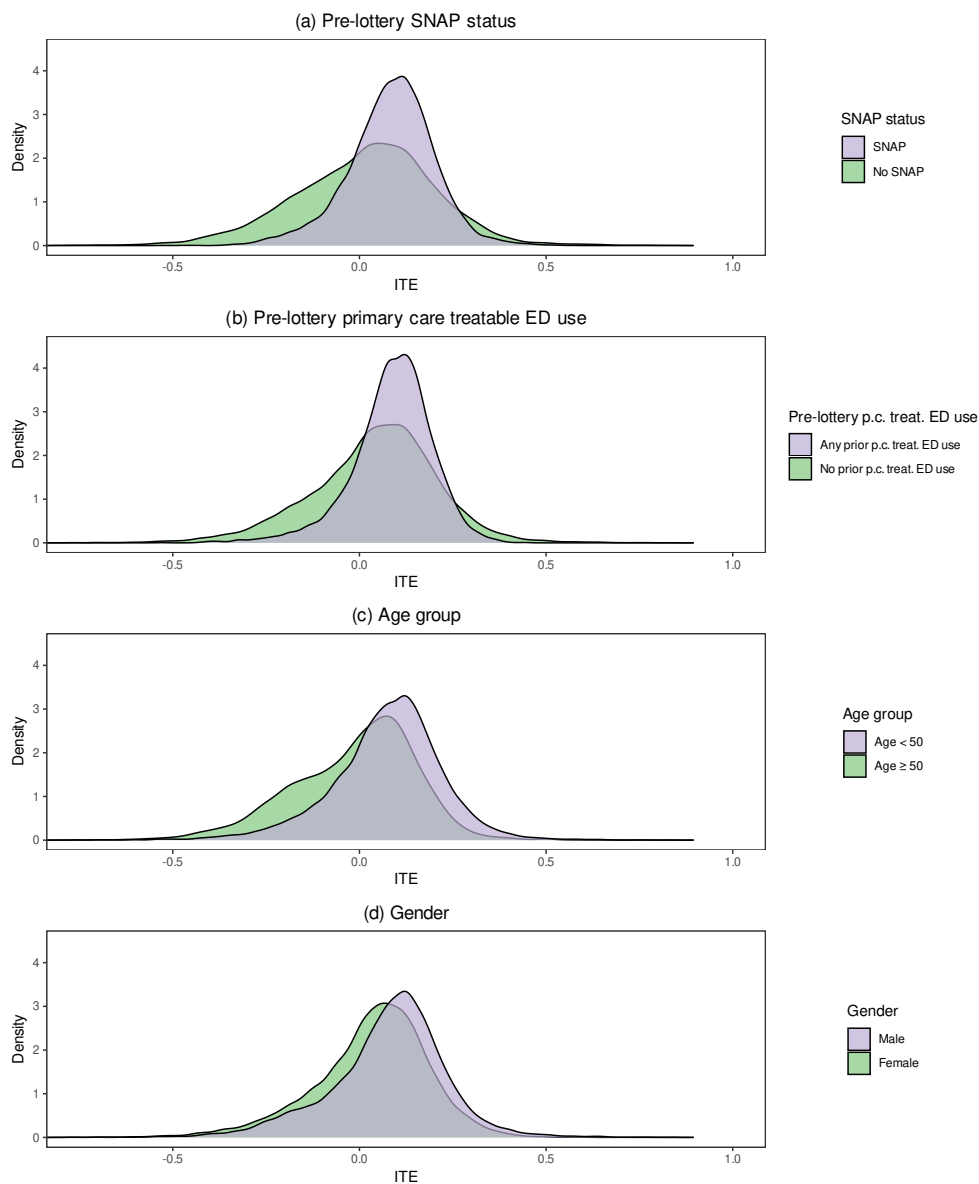 (a) Pre-lottery SNAP status
4
3
2
1
0
Density
-0.5 0.0 0.5 1.0
ITE
SNAP status
SNAP
No SNAP
(b) Pre-lottery primary care treatable ED use
4
3
2
1
0
Density
-0.5 0.0 0.5 1.0
ITE
Pre-lottery p.c. treat. ED use
Any prior p.c. treat. ED use
No prior p.c. treat. ED use
(c) Age group
4
3
2
1
0
Density
-0.5 0.0 0.5 1.0
ITE
Age group
Age < 50
Age ≥ 50
(d) Gender
4
3
2
1
0
Density
-0.5 0.0 0.5 1.0
ITE
Gender
Male
Female